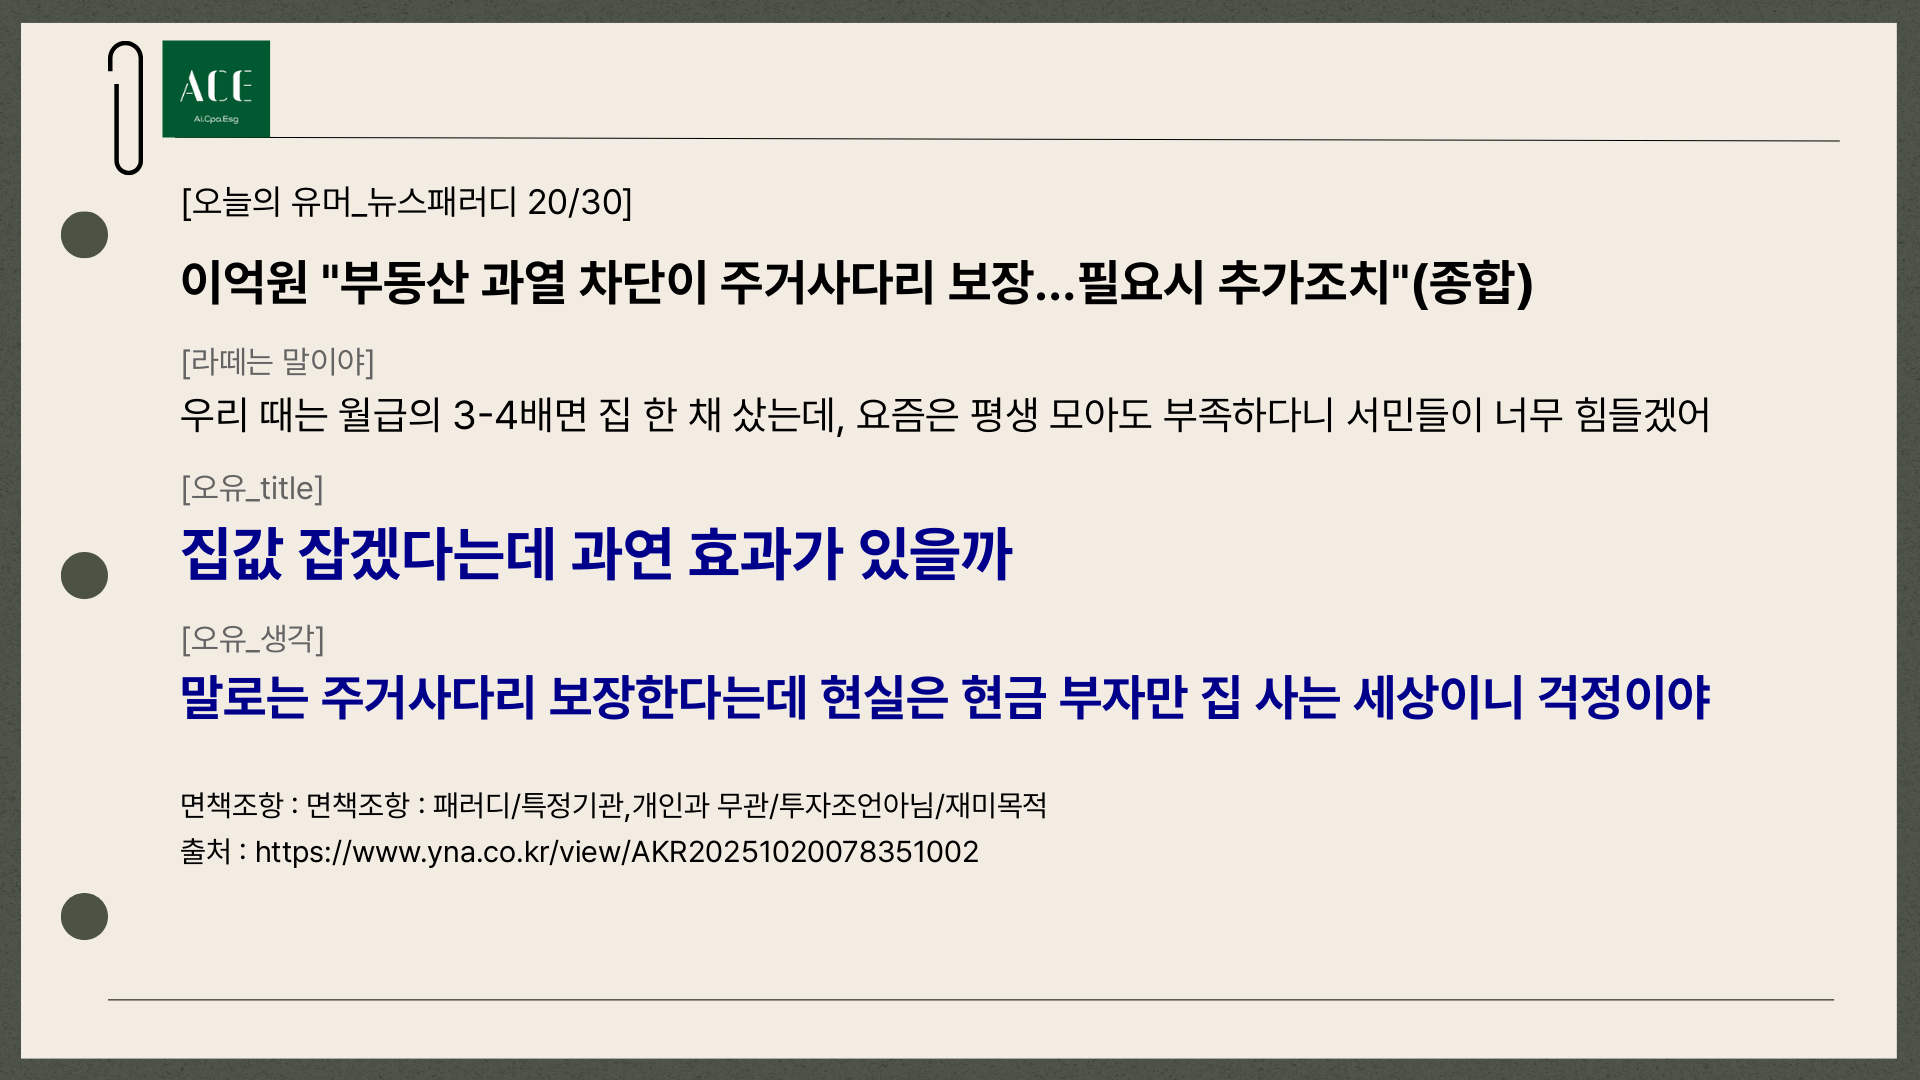 ACE
Ai.Cpa.Esg
[오늘의 유머_뉴스패러디 20/30]
이억원 "부동산 과열 차단이 주거사다리 보장…필요시 추가조치"(종합)
[라떼는 말이야]
우리 때는 월급의 3-4배면 집 한 채 샀는데, 요즘은 평생 모아도 부족하다니 서민들이 너무 힘들겠어
[오유_title]
집값 잡겠다는데 과연 효과가 있을까
[오유_생각]
말로는 주거사다리 보장한다는데 현실은 현금 부자만 집 사는 세상이니 걱정이야
면책조항 : 면책조항 : 패러디/특정기관,개인과 무관/투자조언아님/재미목적
출처 : https://www.yna.co.kr/view/AKR20251020078351002